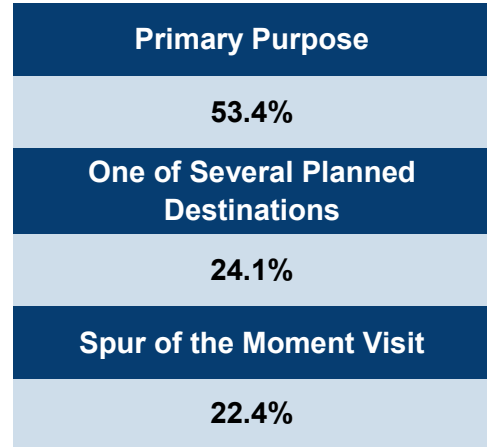 Primary Purpose
53.4%
One of Several Planned
Destinations
24.1%
Spur of the Moment Visit
22.4%